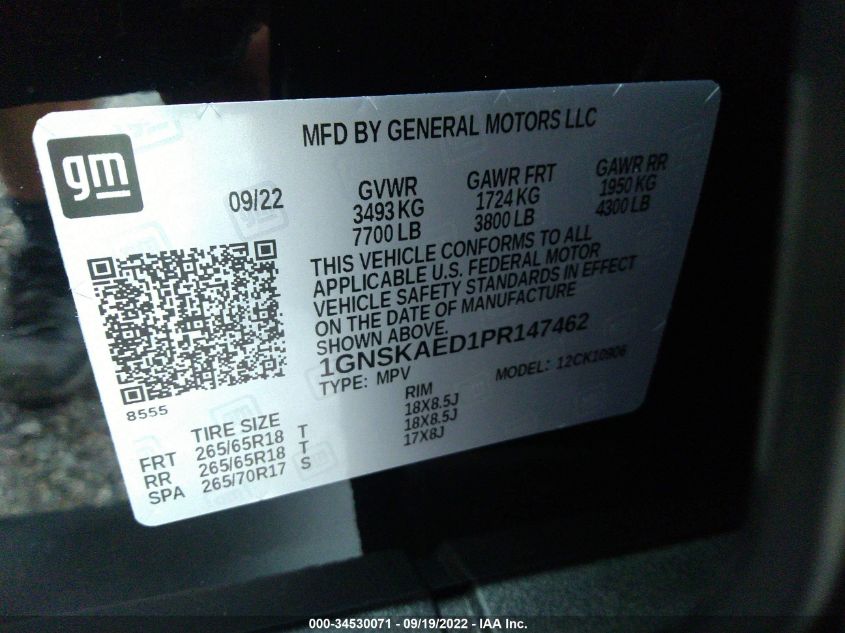 MFD BY GENERAL MOTORS LLC
gm
09/22
GVWR
3493 KG
7700 LB
GAWR FRT
1724 KG
3800 LB
GAWR RR
1950 KG
4300 LB
THIS VEHICLE CONFORMS TO ALL
APPLICABLE U.S. FEDERAL MOTOR
VEHICLE SAFETY STANDARDS IN EFFECT
ON THE DATE OF MANUFACTURE
SHOWN ABOVE.
1GNSKAED1PR147462
TYPE: MPV
MODEL: 12CK10906
8555
TIRE SIZE
RIM
FRT 265/65R18 T 18X8.5J
RR 265/65R18 T 18X8.5J
SPA 265/70R17 S 17X8J
000-34530071 - 09/19/2022 - IAA Inc.